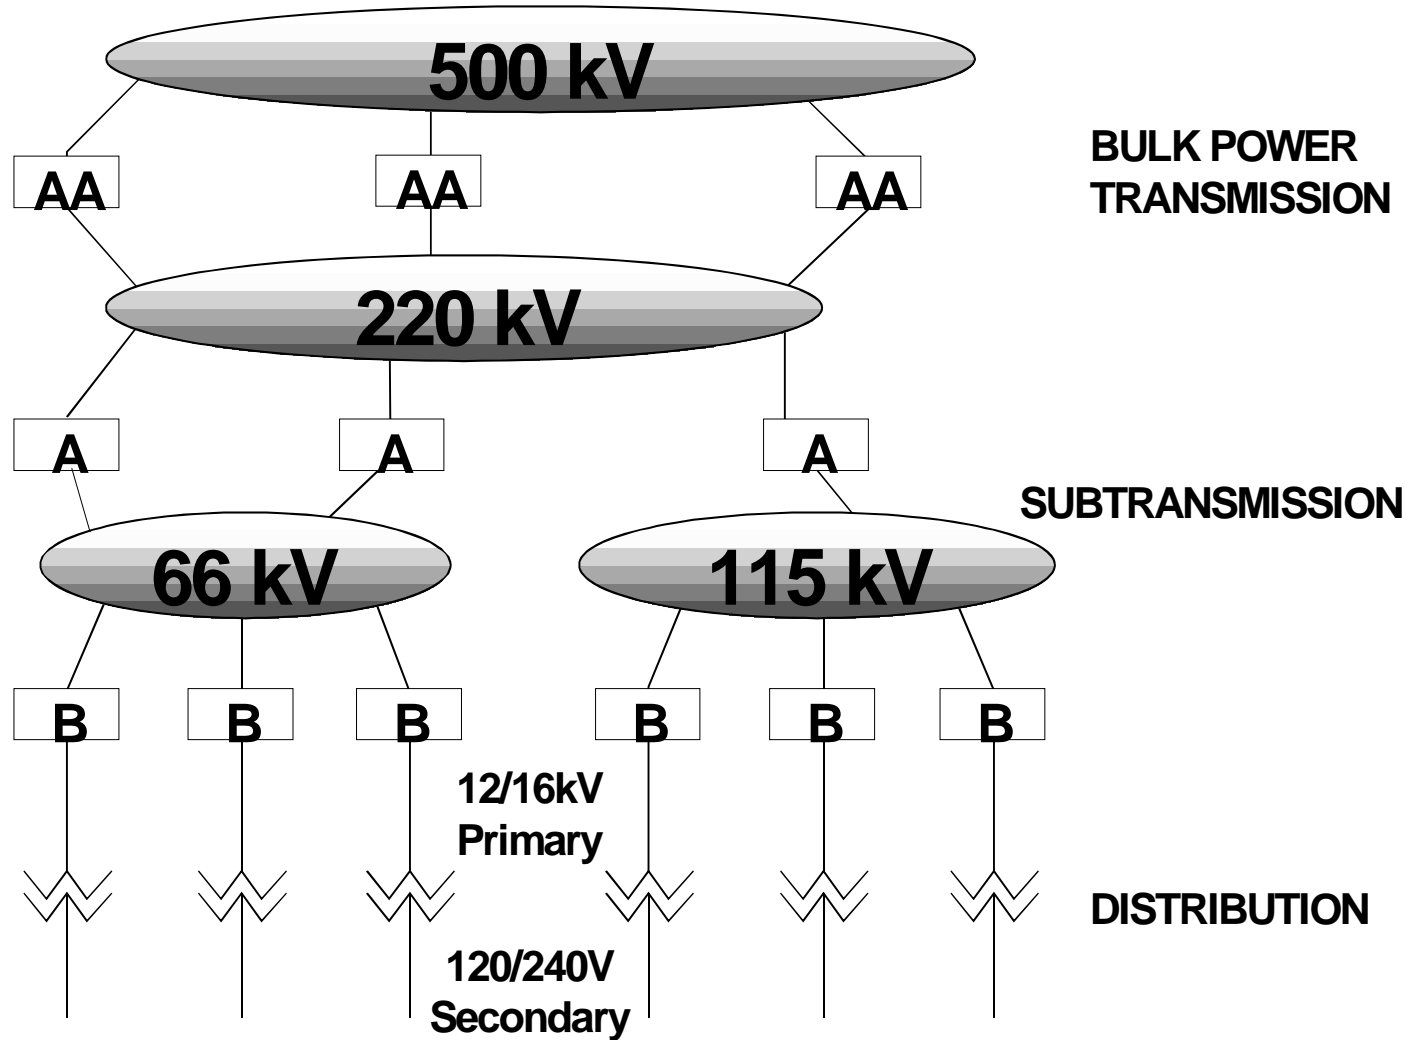 500 kV
BULK POWER
TRANSMISSION
AA
AA
AA
220 kV
A
A
A
SUBTRANSMISSION
66 kV
115 kV
B
B
B
B
B
B
12/16kV
Primary
DISTRIBUTION
120/240V
Secondary